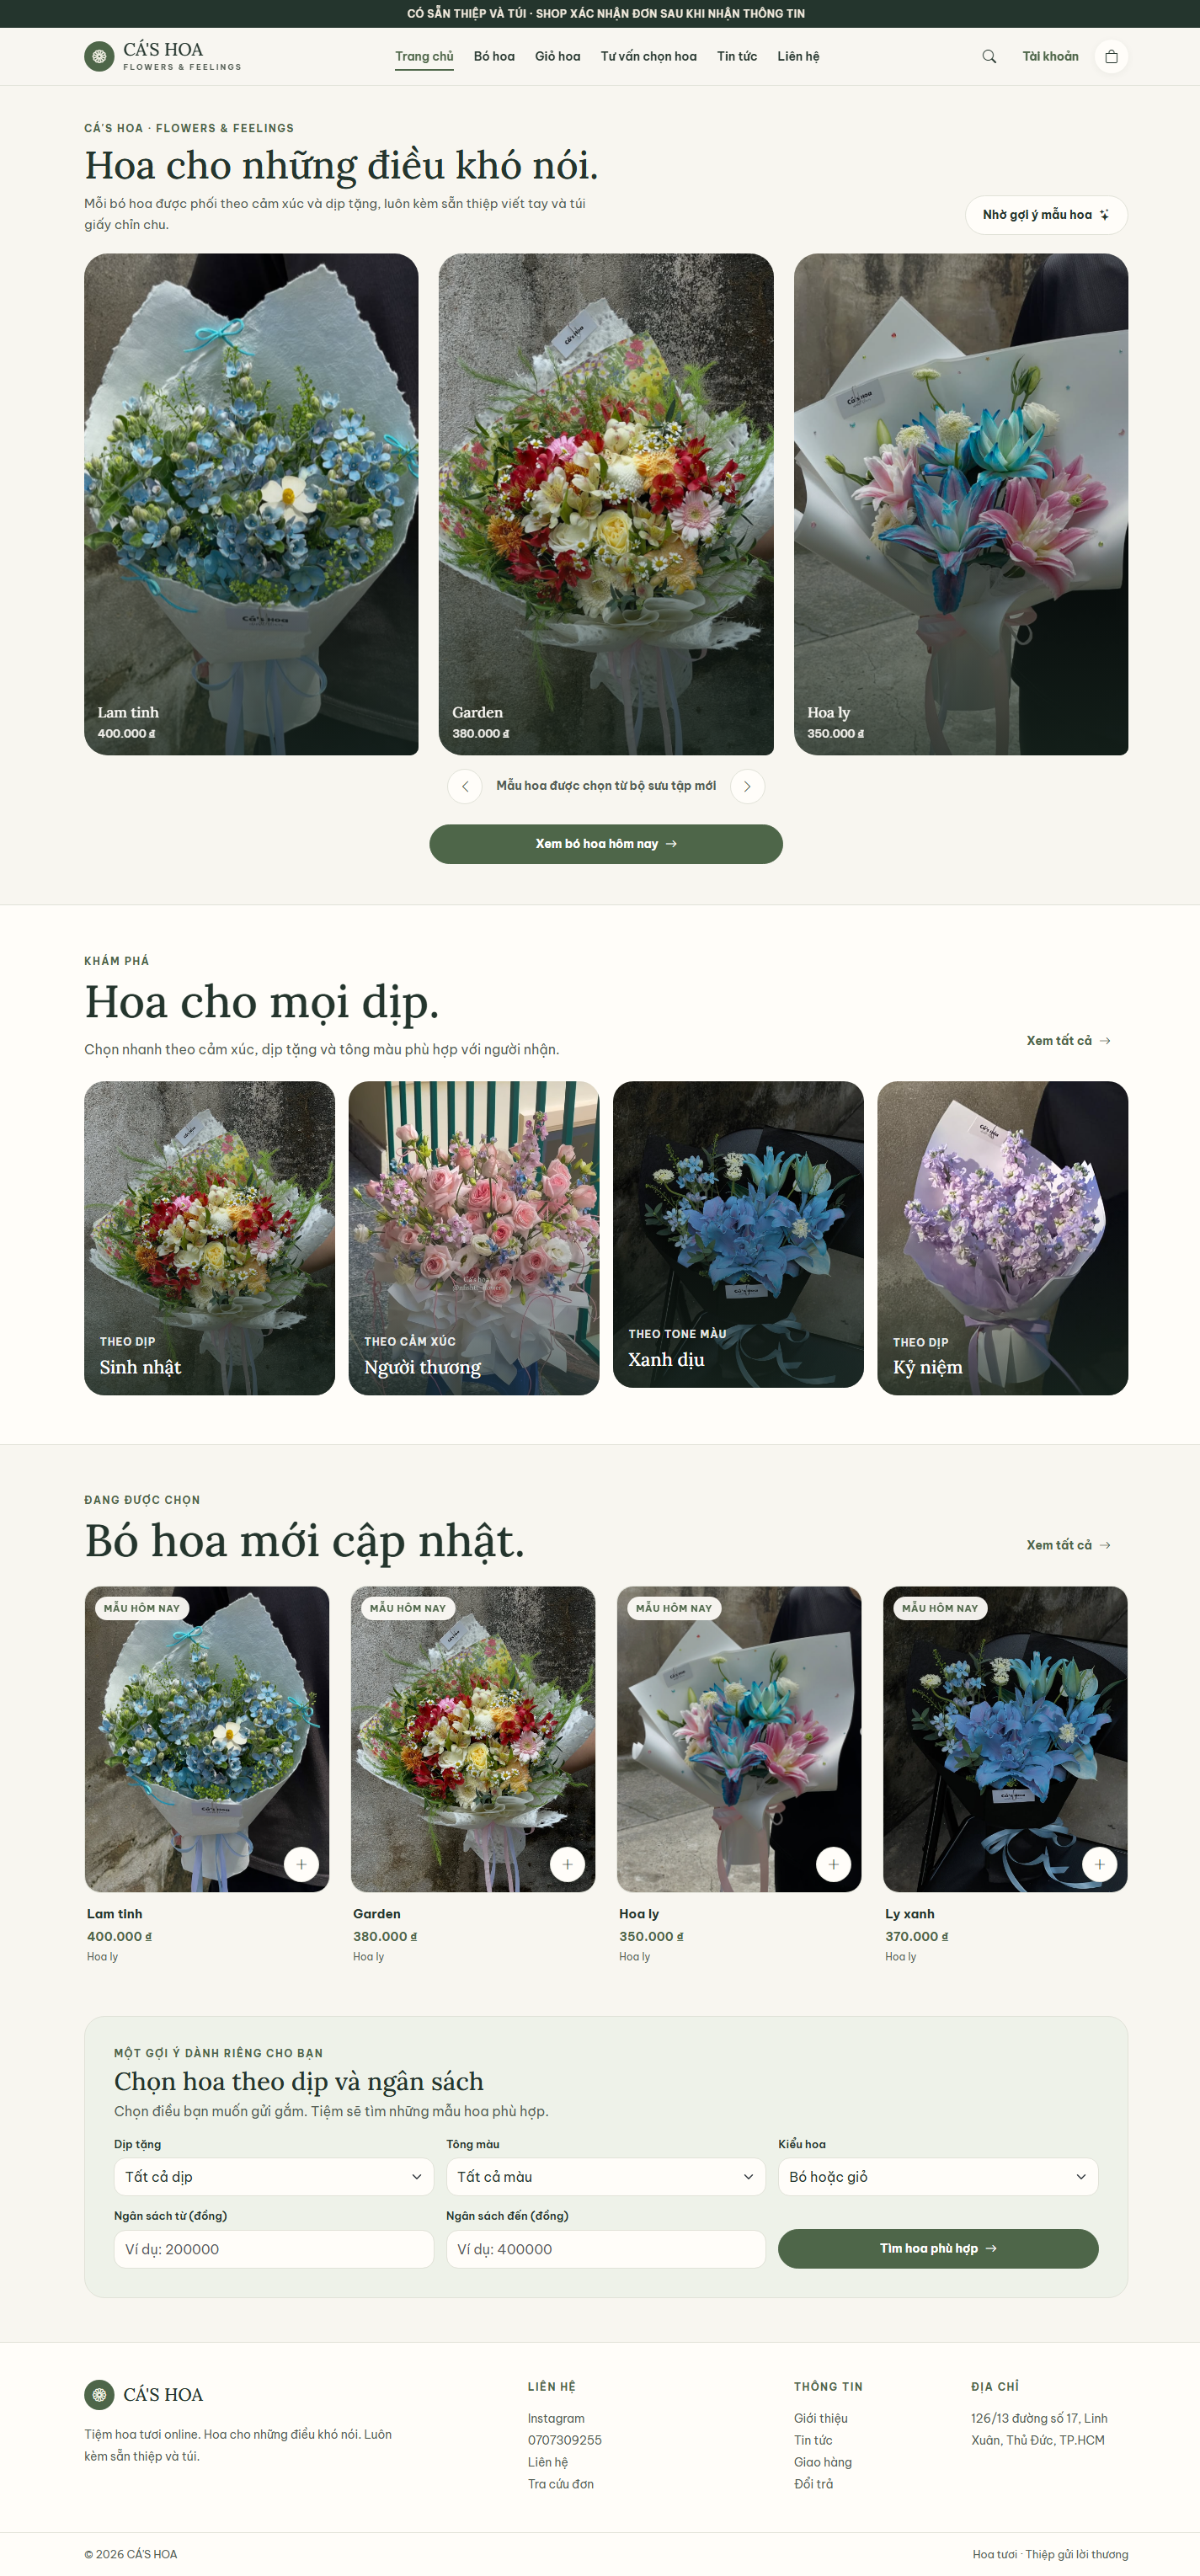 CÓ SẴN THIỆP VÀ TÚI · SHOP XÁC NHẬN ĐƠN SAU KHI NHẬN THÔNG TIN
CÁ'S HOA
FLOWERS & FEELINGS
Trang chủ
Bó hoa
Giỏ hoa
Tư vấn chọn hoa
Tin tức
Liên hệ
Tài khoản
CÁ'S HOA · FLOWERS & FEELINGS
Hoa cho những điều khó nói.
Mỗi bó hoa được phối theo cảm xúc và dịp tặng, luôn kèm sẵn thiệp viết tay và túi
giấy chỉn chu.
Nhờ gợi ý mẫu hoa
Cá's Hoa
Cá's Hoa
Cá's Hoa
Lam tinh
400.000 ₫
Garden
380.000 ₫
Hoa ly
350.000 ₫
Mẫu hoa được chọn từ bộ sưu tập mới
Xem bó hoa hôm nay →
KHÁM PHÁ
Hoa cho mọi dịp.
Chọn nhanh theo cảm xúc, dịp tặng và tông màu phù hợp với người nhận.
Xem tất cả →
THEO DỊP
Sinh nhật
THEO CẢM XÚC
Người thương
THEO TONE MÀU
Xanh dịu
THEO DỊP
Kỷ niệm
ĐANG ĐƯỢC CHỌN
Bó hoa mới cập nhật.
Xem tất cả →
MẪU HÔM NAY
MẪU HÔM NAY
MẪU HÔM NAY
MẪU HÔM NAY
Lam tinh
400.000 ₫
Hoa ly
Garden
380.000 ₫
Hoa ly
Hoa ly
350.000 ₫
Hoa ly
Ly xanh
370.000 ₫
Hoa ly
MỘT GỢI Ý DÀNH RIÊNG CHO BẠN
Chọn hoa theo dịp và ngân sách
Chọn điều bạn muốn gửi gắm. Tiệm sẽ tìm những mẫu hoa phù hợp.
Dịp tặng
Tông màu
Kiểu hoa
Tất cả dịp
Tất cả màu
Bó hoặc giỏ
Ngân sách từ (đồng)
Ngân sách đến (đồng)
Ví dụ: 200000
Ví dụ: 400000
Tìm hoa phù hợp →
CÁ'S HOA
Tiệm hoa tươi online. Hoa cho những điều khó nói. Luôn
kèm sẵn thiệp và túi.
LIÊN HỆ
Instagram
0707309255
Liên hệ
Tra cứu đơn
THÔNG TIN
Giới thiệu
Tin tức
Giao hàng
Đổi trả
ĐỊA CHỈ
126/13 đường số 17, Linh
Xuân, Thủ Đức, TP.HCM
© 2026 CÁ'S HOA
Hoa tươi · Thiệp gửi lời thương